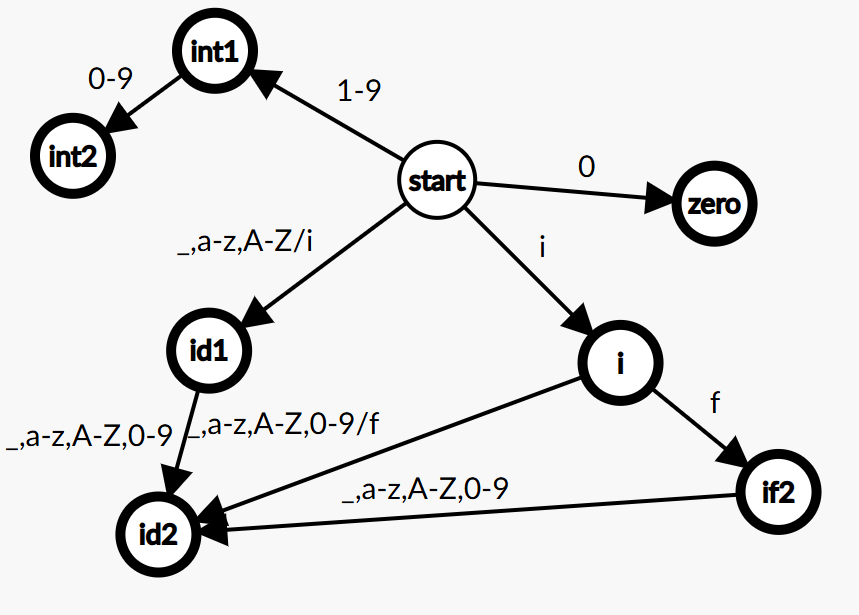 int1
0-9
1-9
int2
start
0
zero
_,a-z,A-Z/i
i
id1
i
f
_,a-z,A-Z,0-9
_,a-z,A-Z,0-9/f
_,a-z,A-Z,0-9
if2
id2